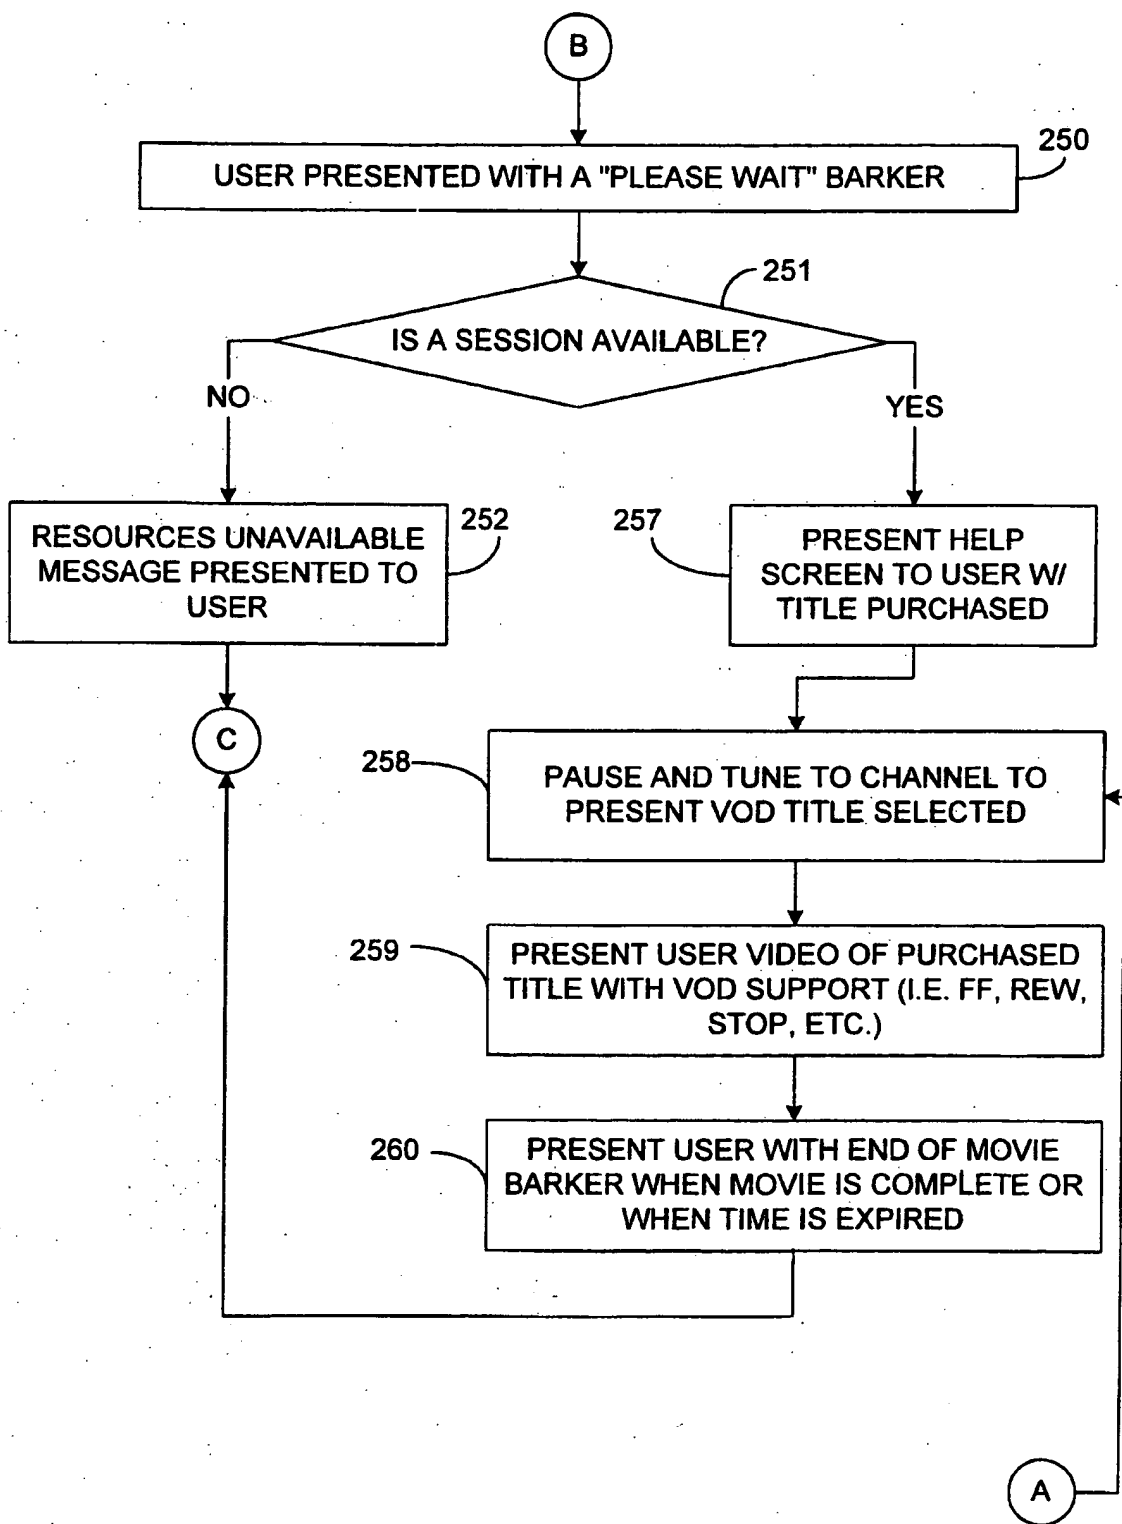 B
250
USER PRESENTED WITH A "PLEASE WAIT" BARKER
251
IS A SESSION AVAILABLE?
NO
YES
252
RESOURCES UNAVAILABLE
MESSAGE PRESENTED TO
USER
257
PRESENT HELP
SCREEN TO USER W/
TITLE PURCHASED
C
258
PAUSE AND TUNE TO CHANNEL TO
PRESENT VOD TITLE SELECTED
259
PRESENT USER VIDEO OF PURCHASED
TITLE WITH VOD SUPPORT (I.E. FF, REW,
STOP, ETC.)
260
PRESENT USER WITH END OF MOVIE
BARKER WHEN MOVIE IS COMPLETE OR
WHEN TIME IS EXPIRED
A